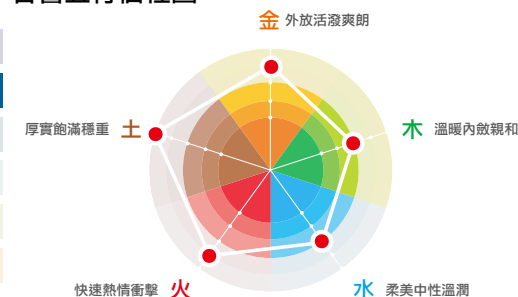 金 外放活潑爽朗
木 溫暖內斂親和
厚實飽滿穩重 土
快速熱情衝擊 火
水 柔美中性溫潤